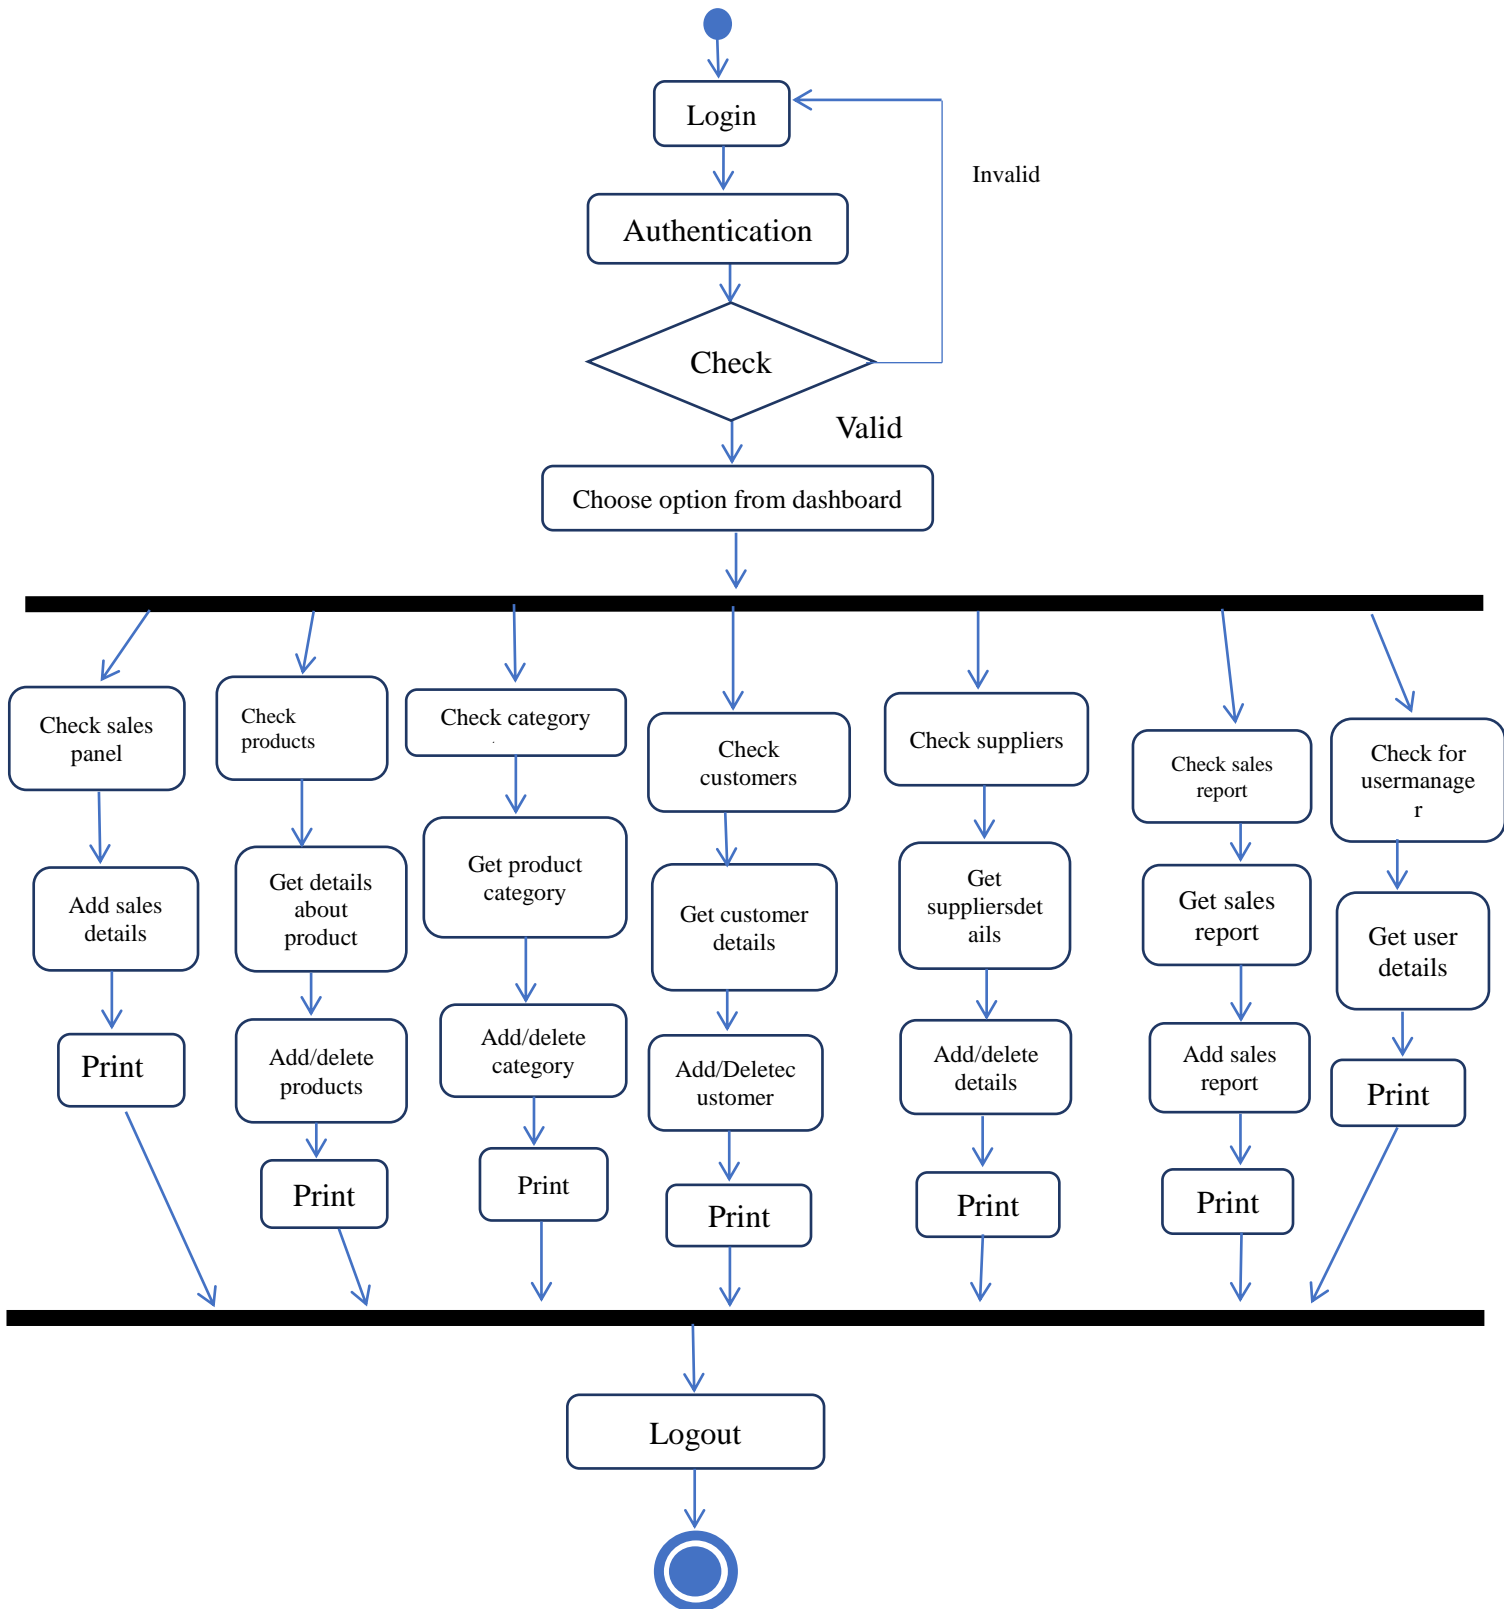 Login
Invalid
Authentication
Check
Valid
Choose option from dashboard
Check sales
panel
Check
products
Check category
Check
customers
Check suppliers
Check sales
report
Check for
usermanage
r
Add sales
details
Get details
about
product
Get product
category
Get customer
details
Get
suppliersdet
ails
Get sales
report
Get user
details
Print
Add/delete
products
Add/delete
category
Add/Deletec
ustomer
Add/delete
details
Add sales
report
Print
Print
Print
Print
Print
Print
Logout